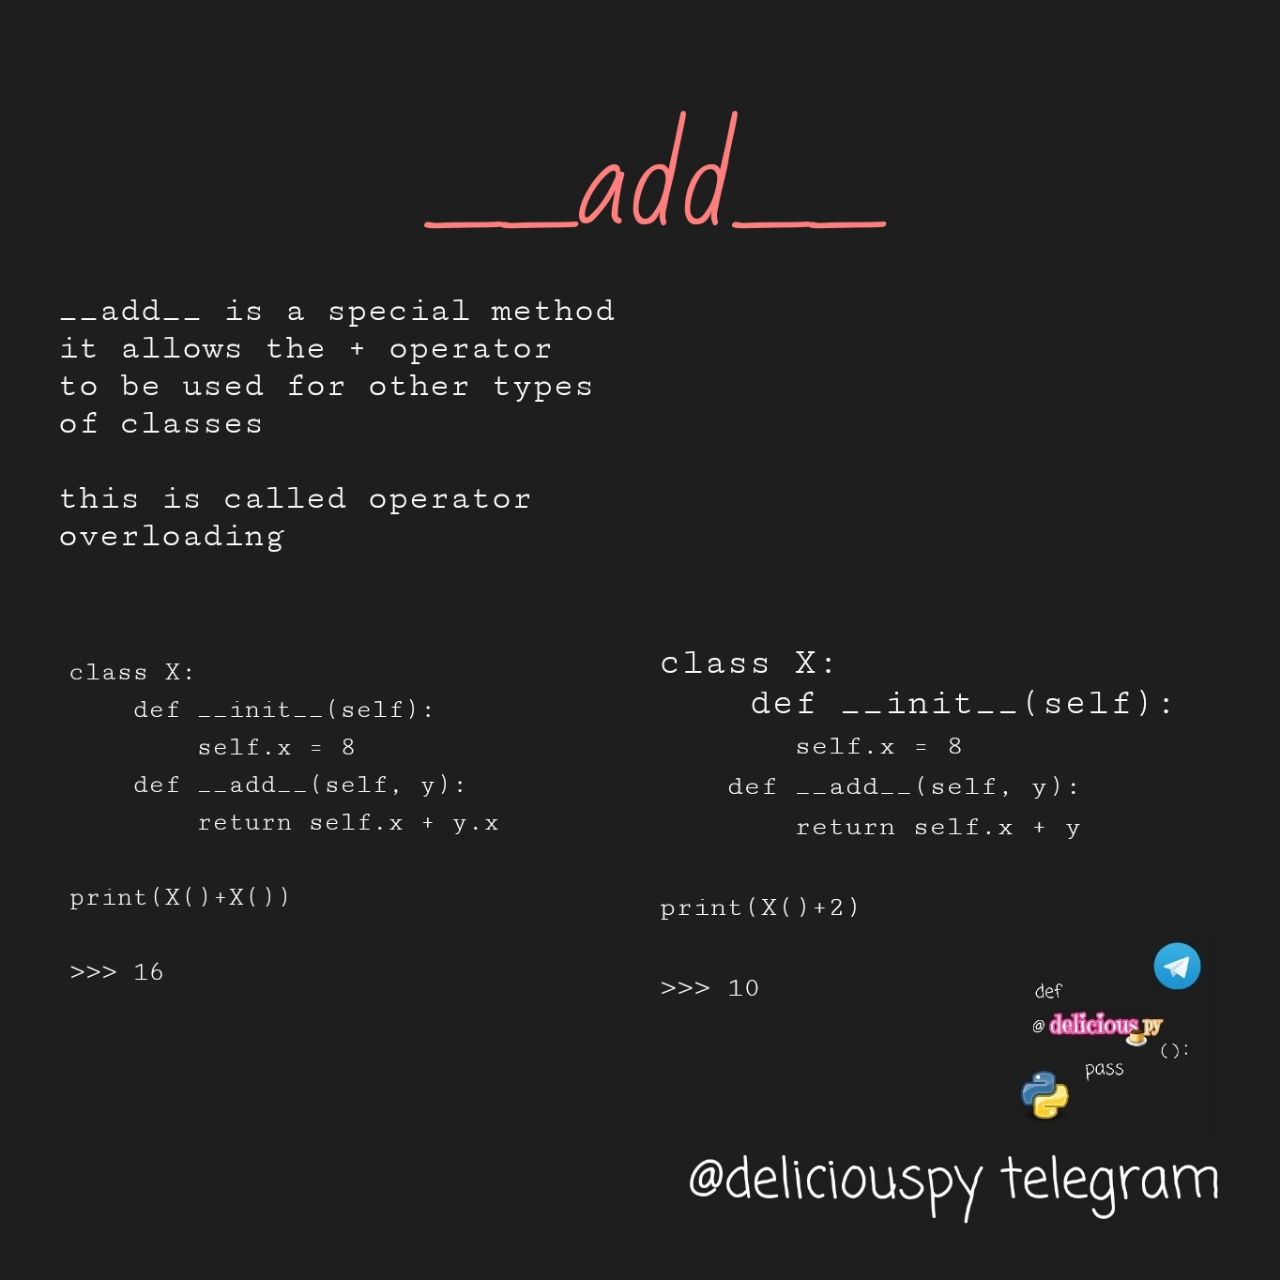 __add__
__add__ is a special method
it allows the + operator
to be used for other types
of classes
this is called operator
overloading
class X:
    def __init__(self):
        self.x = 8
    def __add__(self, y):
        return self.x + y.x
print(X()+X())
>>> 16
class X:
    def __init__(self):
      self.x = 8
   def __add__(self, y):
      return self.x + y
print(X()+2)
>>> 10
def
@deliciouspy
():
pass
@deliciouspy telegram